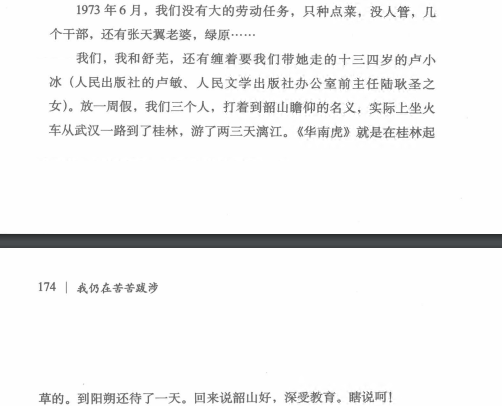 1973 年 6 月，我们没有大的劳动任务，只种点菜，没人管，几
个干部，还有张天翼老婆，绿原……
我们，我和舒芜，还有缠着要我们带她走的十三四岁的卢小
冰（人民出版社的卢敏、人民文学出版社办公室前主任陆耿圣之
女）。放一周假，我们三个人，打着到韶山瞻仰的名义，实际上坐火
车从武汉一路到了桂林，游了两三天漓江。《华南虎》就是在桂林起
174 | 我仍在苦苦跋涉
草的。到阳朔还待了一天。回来说韶山好，深受教育。瞎说呵！